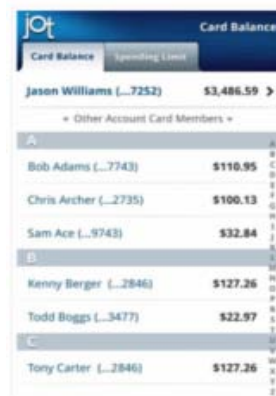 jot
Card Balance
Card Balance Spending Limit
Jason Williams (...7252) $3,486.59 >
Other Account Card Members
A
Bob Adams (...7743) $110.95
Chris Archer (...2735) $100.13
Sam Ace (...9743) $32.84
B
Kenny Berger (...2846) $127.26
Todd Boggs (...3477) $22.97
C
Tony Carter (...2846) $127.26